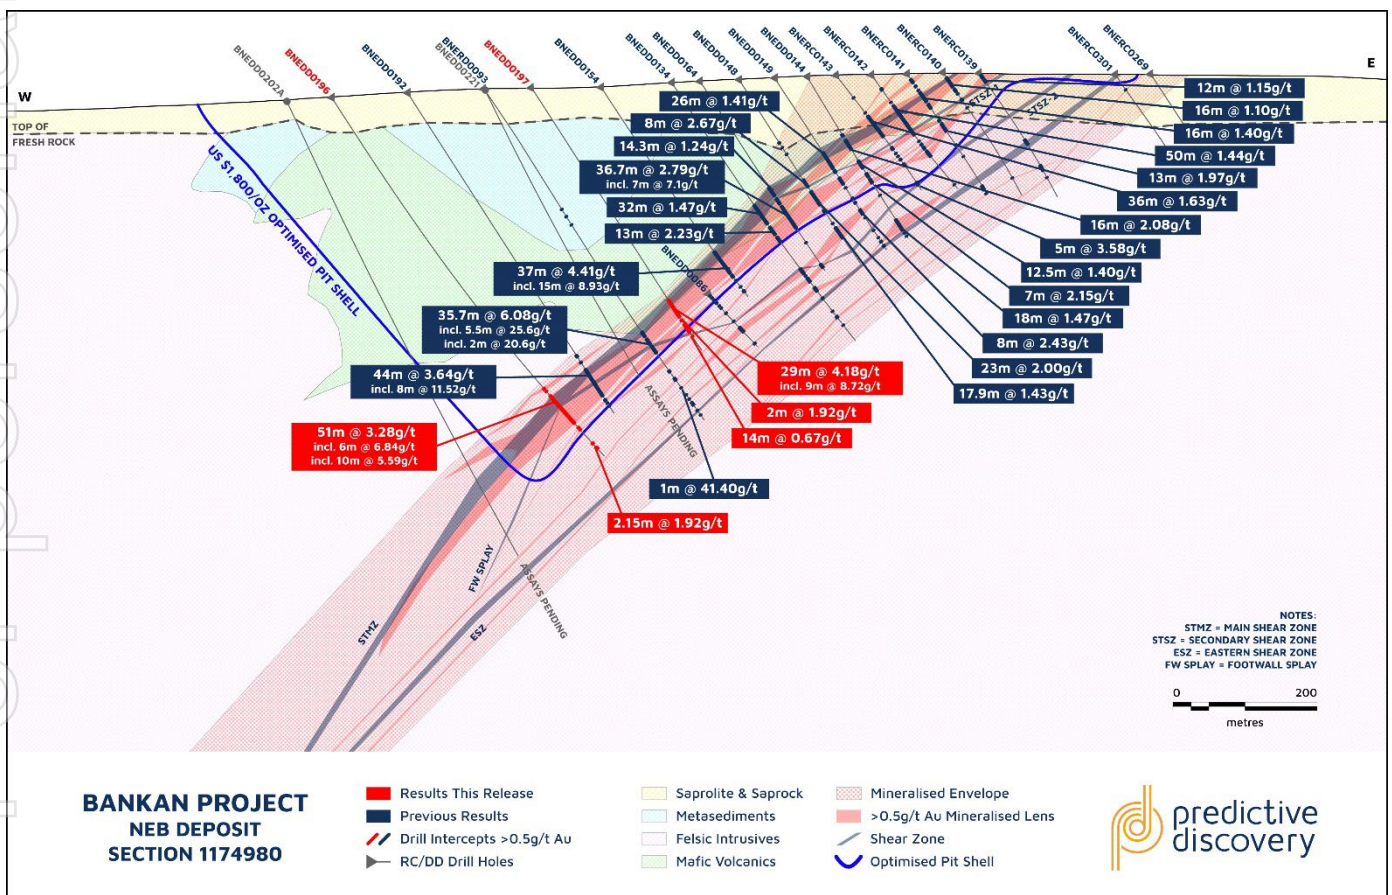 W
E
BNEDD0202A
BNEDD0196
BNEDD0192
BNERD0093
BNEDD0221
BNEDD0197
BNEDD0154
BNEDD0134
BNEDD0164
BNEDD0148
BNEDD0149
BNEDD0144
BNERC0143
BNERC0142
BNERC0141
BNERC0140
BNERC0139
BNERC0301
BNERC0269
TOP OF
FRESH ROCK
US $1,800/OZ OPTIMISED PIT SHELL
26m @ 1.41g/t
8m @ 2.67g/t
14.3m @ 1.24g/t
36.7m @ 2.79g/t
incl. 7m @ 7.1g/t
32m @ 1.47g/t
13m @ 2.23g/t
BNEDD0086
37m @ 4.41g/t
incl. 15m @ 8.93g/t
35.7m @ 6.08g/t
incl. 5.5m @ 25.6g/t
incl. 2m @ 20.6g/t
44m @ 3.64g/t
incl. 8m @ 11.52g/t
51m @ 3.28g/t
incl. 6m @ 6.84g/t
incl. 10m @ 5.59g/t
STSZ-2
12m @ 1.15g/t
16m @ 1.10g/t
16m @ 1.40g/t
50m @ 1.44g/t
13m @ 1.97g/t
36m @ 1.63g/t
16m @ 2.08g/t
5m @ 3.58g/t
12.5m @ 1.40g/t
7m @ 2.15g/t
18m @ 1.47g/t
8m @ 2.43g/t
23m @ 2.00g/t
17.9m @ 1.43g/t
29m @ 4.18g/t
incl. 9m @ 8.72g/t
2m @ 1.92g/t
14m @ 0.67g/t
ASSAYS PENDING
1m @ 41.40g/t
2.15m @ 1.92g/t
FW SPLAY
ASSAYS PENDING
STMZ
ESZ
NOTES:
STMZ = MAIN SHEAR ZONE
STSZ = SECONDARY SHEAR ZONE
ESZ = EASTERN SHEAR ZONE
FW SPLAY = FOOTWALL SPLAY
0 200
metres
BANKAN PROJECT
NEB DEPOSIT
SECTION 1174980
Results This Release
Previous Results
Drill Intercepts >0.5g/t Au
RC/DD Drill Holes
Saprolite & Saprock
Metasediments
Felsic Intrusives
Mafic Volcanics
Mineralised Envelope
>0.5g/t Au Mineralised Lens
Shear Zone
Optimised Pit Shell
predictive
discovery